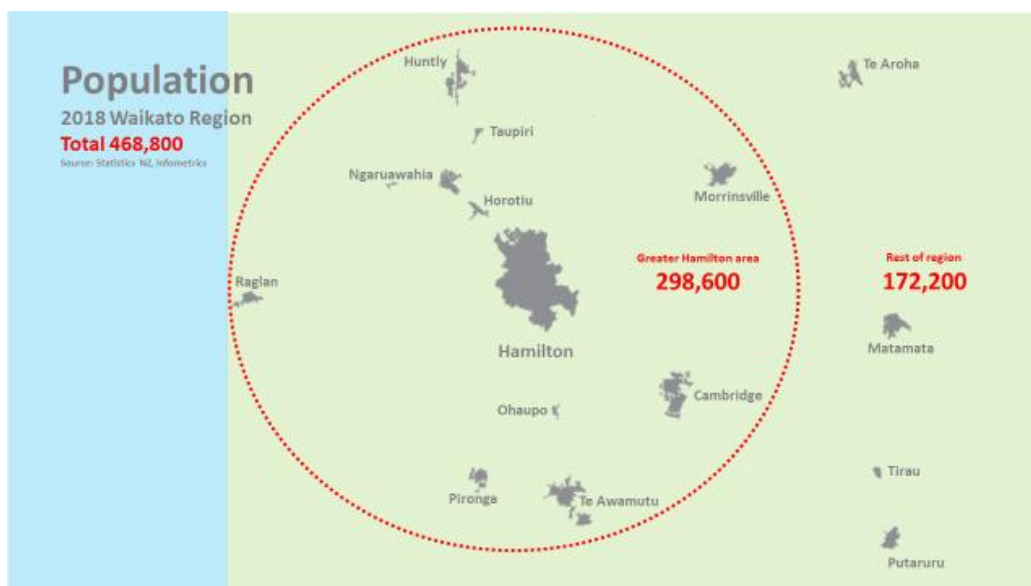 Population
2018 Waikato Region
Total 468,800
Source: Statistics NZ, Infometrics
Huntly
Te Aroha
Taupiri
Ngaruawahia
Horotiu
Morrinsville
Greater Hamilton area
298,600
Rest of region
172,200
Raglan
Hamilton
Matamata
Cambridge
Ohaupo
Pironga
Te Awamutu
Tirau
Putaruru